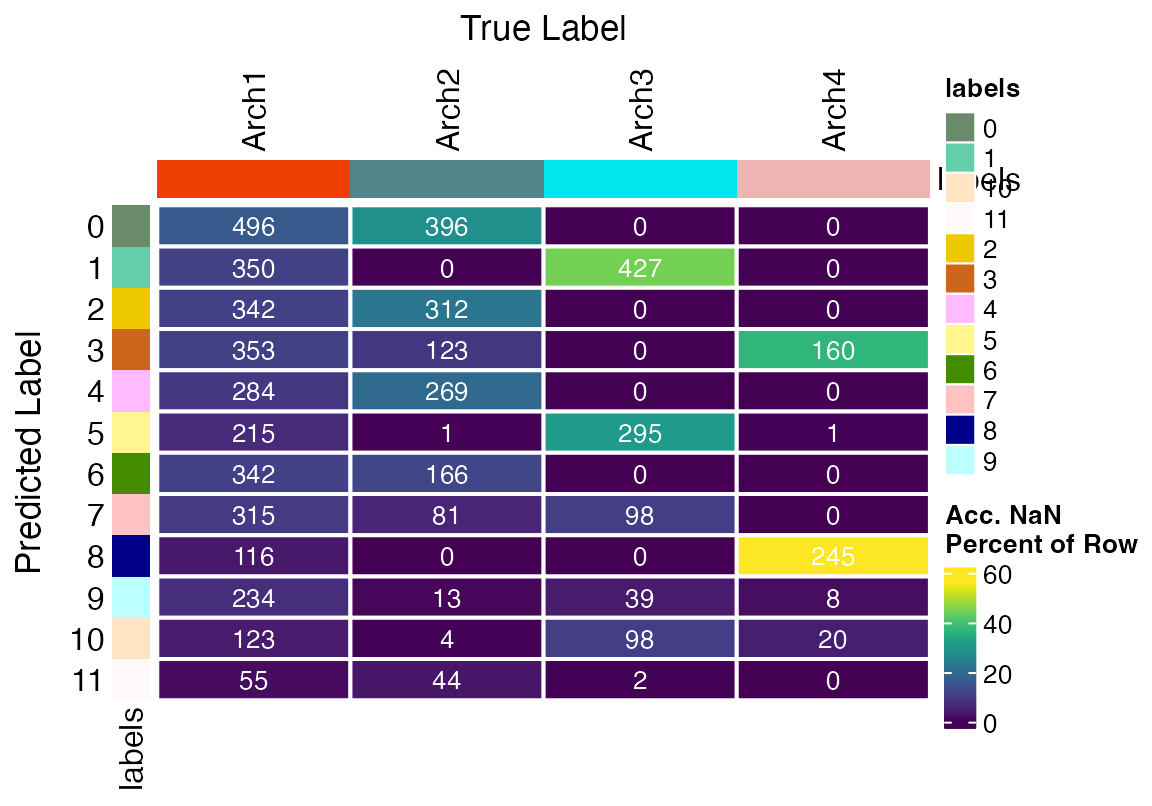 True Label
Arch1 Arch2 Arch3 Arch4
labels
0 496 396 0 0
1 350 0 427 0
2 342 312 0 0
3 353 123 0 160
4 284 269 0 0
5 215 1 295 1
6 342 166 0 0
7 315 81 98 0
8 116 0 0 245
9 234 13 39 8
10 123 4 98 20
11 55 44 2 0
Predicted Label
labels
labels
0
1
10
11
2
3
4
5
6
7
8
9
Acc. NaN
Percent of Row
60
40
20
0